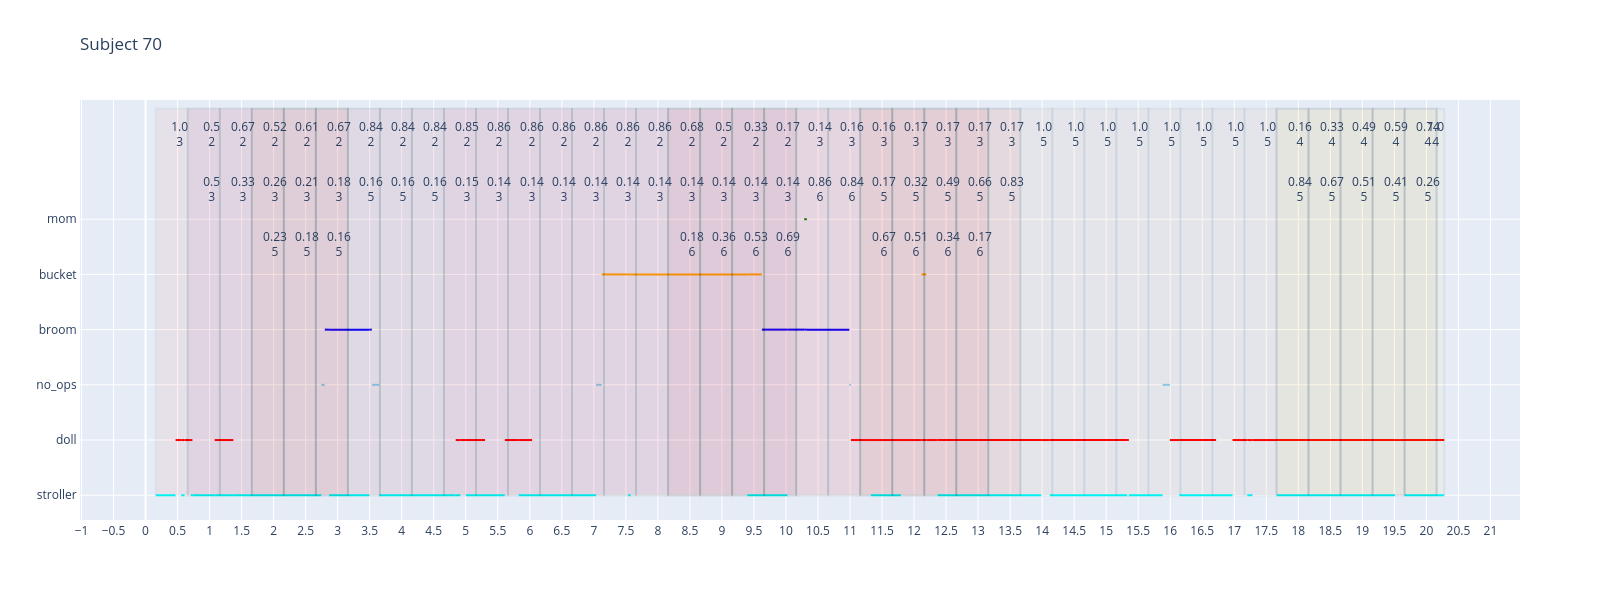 Subject 70
1.0 0.5 0.67 0.52 0.61 0.67 0.84 0.84 0.84 0.85 0.86 0.86 0.86 0.86 0.86 0.86 0.68 0.5 0.33 0.17 0.14 0.16 0.16 0.17 0.17 0.17 0.17 1.0 1.0 1.0 1.0 1.0 1.0 1.0 1.0 0.16 0.33 0.49 0.59 0.74 1.0
3 2 2 2 2 2 2 2 2 2 2 2 2 2 2 2 2 2 2 2 3 3 3 3 3 3 3 5 5 5 5 5 5 5 5 4 4 4 4 4 4
0.5 0.33 0.26 0.21 0.18 0.16 0.16 0.16 0.15 0.14 0.14 0.14 0.14 0.14 0.14 0.14 0.14 0.14 0.14 0.86 0.84 0.17 0.32 0.49 0.66 0.83 0.84 0.67 0.51 0.41 0.26
3 3 3 3 3 5 5 5 3 3 3 3 3 3 3 3 3 3 3 6 6 5 5 5 5 5 5 5 5 5 5
mom
0.23 0.18 0.16 0.18 0.36 0.53 0.69 0.67 0.51 0.34 0.17
5 5 5 6 6 6 6 6 6 6 6
bucket
broom
no_ops
doll
stroller
−1 −0.5 0 0.5 1 1.5 2 2.5 3 3.5 4 4.5 5 5.5 6 6.5 7 7.5 8 8.5 9 9.5 10 10.5 11 11.5 12 12.5 13 13.5 14 14.5 15 15.5 16 16.5 17 17.5 18 18.5 19 19.5 20 20.5 21